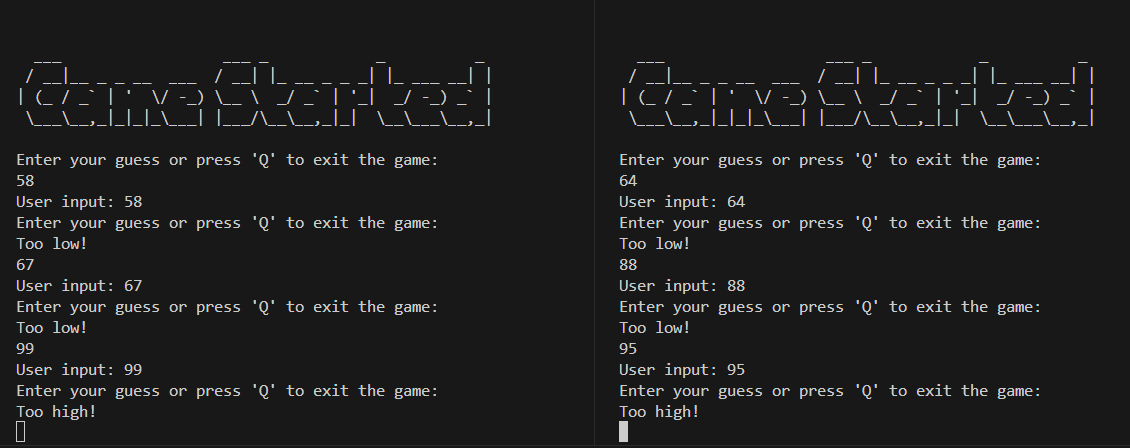 Game Started
Enter your guess or press 'Q' to exit the game:
58
User input: 58
Enter your guess or press 'Q' to exit the game:
Too low!
67
User input: 67
Enter your guess or press 'Q' to exit the game:
Too low!
99
User input: 99
Enter your guess or press 'Q' to exit the game:
Too high!
Game Started
Enter your guess or press 'Q' to exit the game:
64
User input: 64
Enter your guess or press 'Q' to exit the game:
Too low!
88
User input: 88
Enter your guess or press 'Q' to exit the game:
Too low!
95
User input: 95
Enter your guess or press 'Q' to exit the game:
Too high!